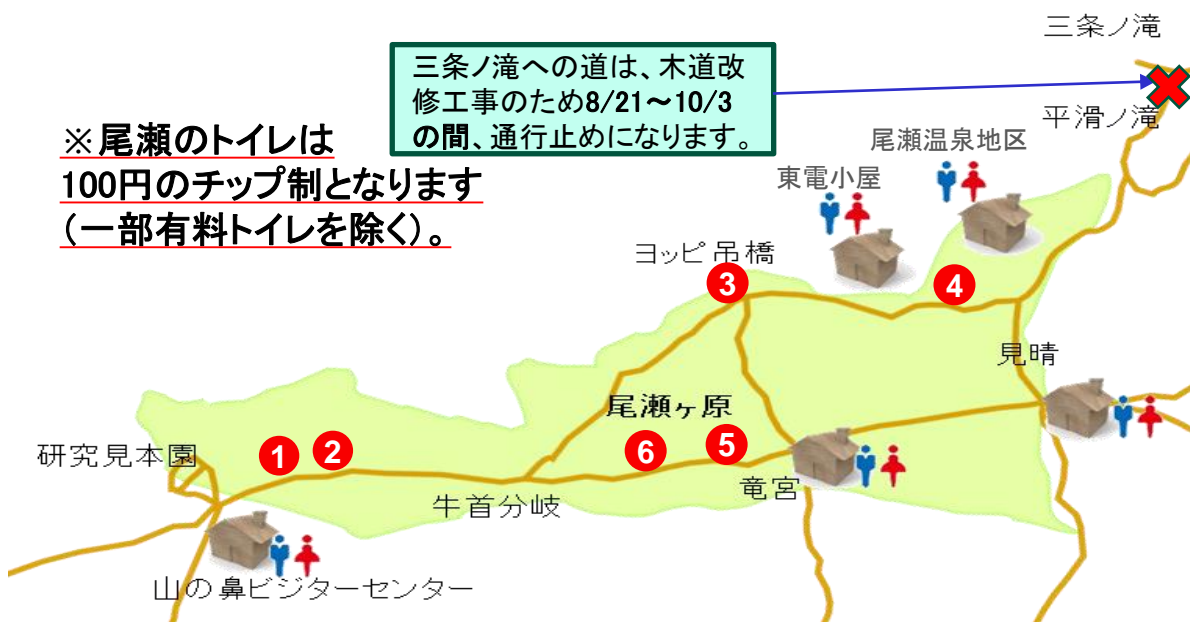 三条ノ滝
三条ノ滝への道は、木道改
修工事のため8/21～10/3
の間、通行止めになります。
平滑ノ滝
※尾瀬のトイレは
100円のチップ制となります
（一部有料トイレを除く）。
尾瀬温泉地区
東電小屋
ヨッピ吊橋
3
4
見晴
尾瀬ヶ原
研究見本園
1
2
6
5
牛首分岐
竜宮
山の鼻ビジターセンター